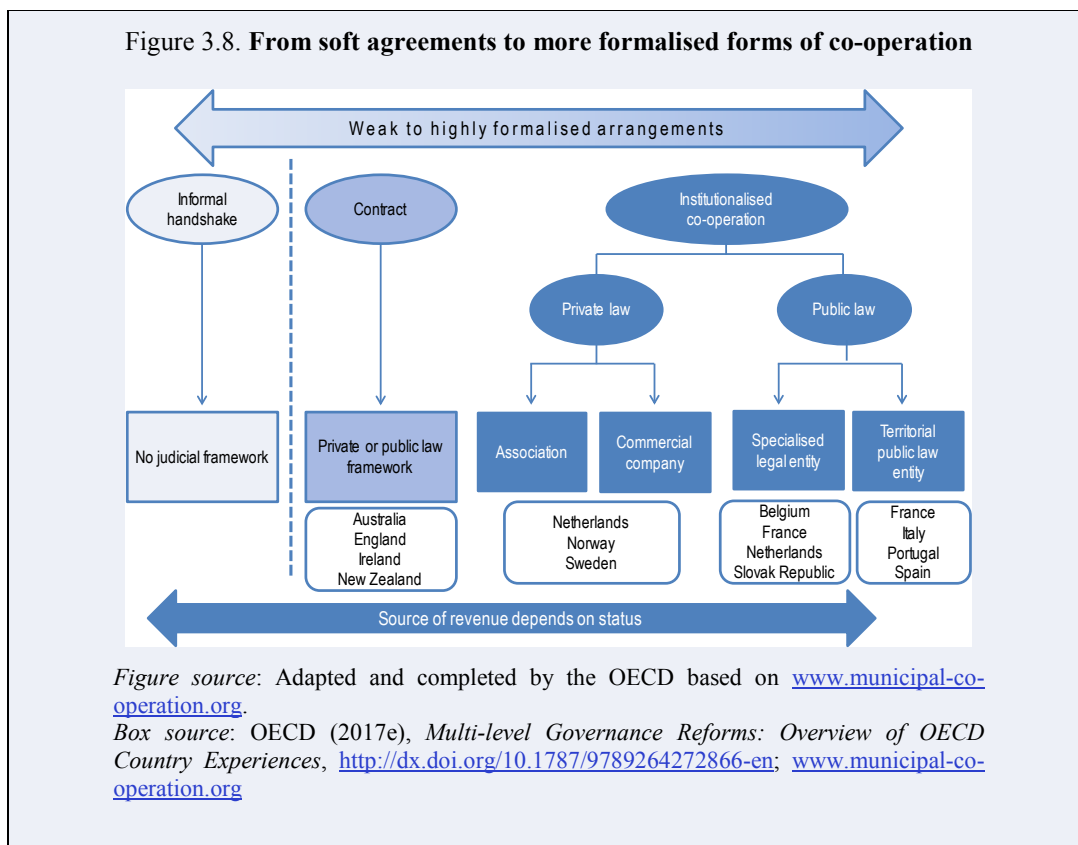 Figure 3.8. From soft agreements to more formalised forms of co-operation
Weak to highly formalised arrangements
Informal
handshake
Contract
Institutionalised
co-operation
Private law
Public law
No judicial framework
Private or public law
framework
Association
Commercial
company
Specialised
legal entity
Territorial
public law
entity
Australia
England
Ireland
New Zealand
Netherlands
Norway
Sweden
Belgium
France
Netherlands
Slovak Republic
France
Italy
Portugal
Spain
Source of revenue depends on status
Figure source: Adapted and completed by the OECD based on www.municipal-co-
operation.org.
Box source: OECD (2017e), Multi-level Governance Reforms: Overview of OECD
Country Experiences, http://dx.doi.org/10.1787/9789264272866-en; www.municipal-co-
operation.org